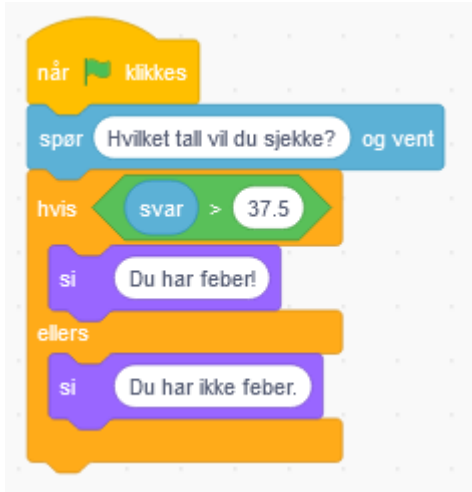 når klikkes
spør Hvilket tall vil du sjekke? og vent
hvis svar > 37.5
si Du har feber!
ellers
si Du har ikke feber.